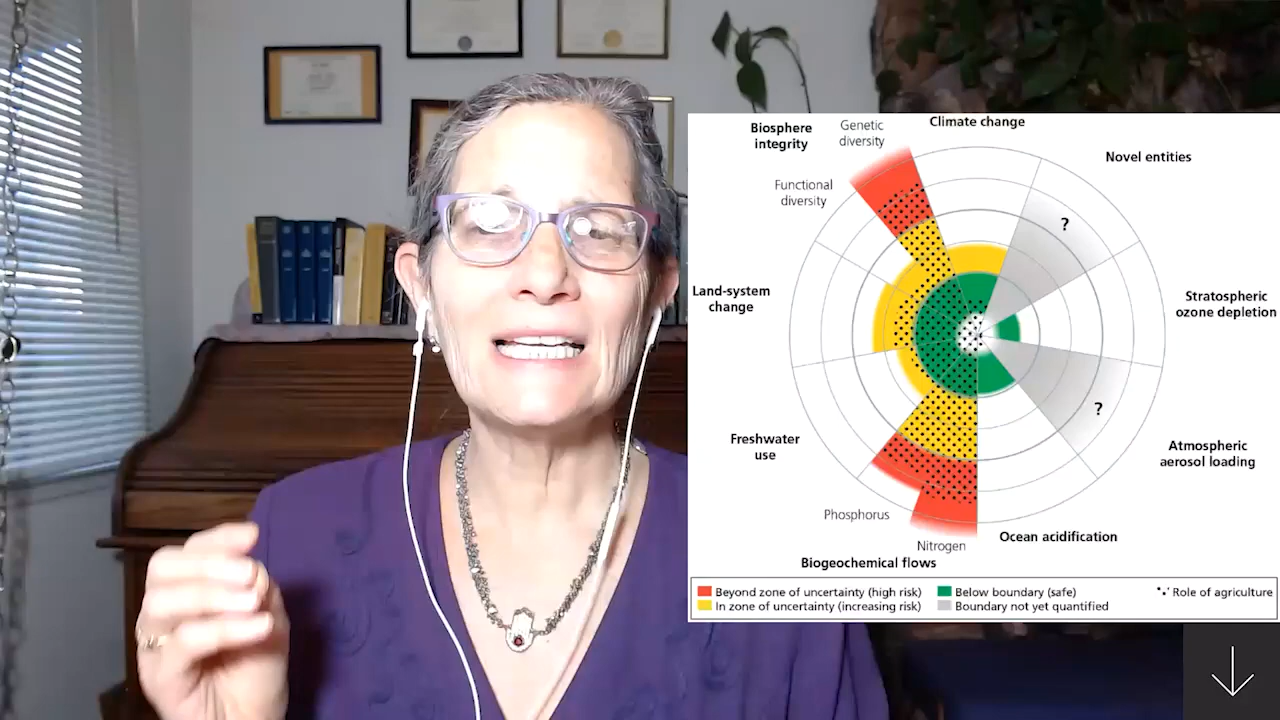 Biosphere
integrity
Genetic
diversity
Climate change
Novel entities
Functional
diversity
?
Land-system
change
Stratospheric
ozone depletion
?
Freshwater
use
Atmospheric
aerosol loading
Phosphorus
Nitrogen
Ocean acidification
Biogeochemical flows
Beyond zone of uncertainty (high risk)
Below boundary (safe)
Role of agriculture
In zone of uncertainty (increasing risk)
Boundary not yet quantified